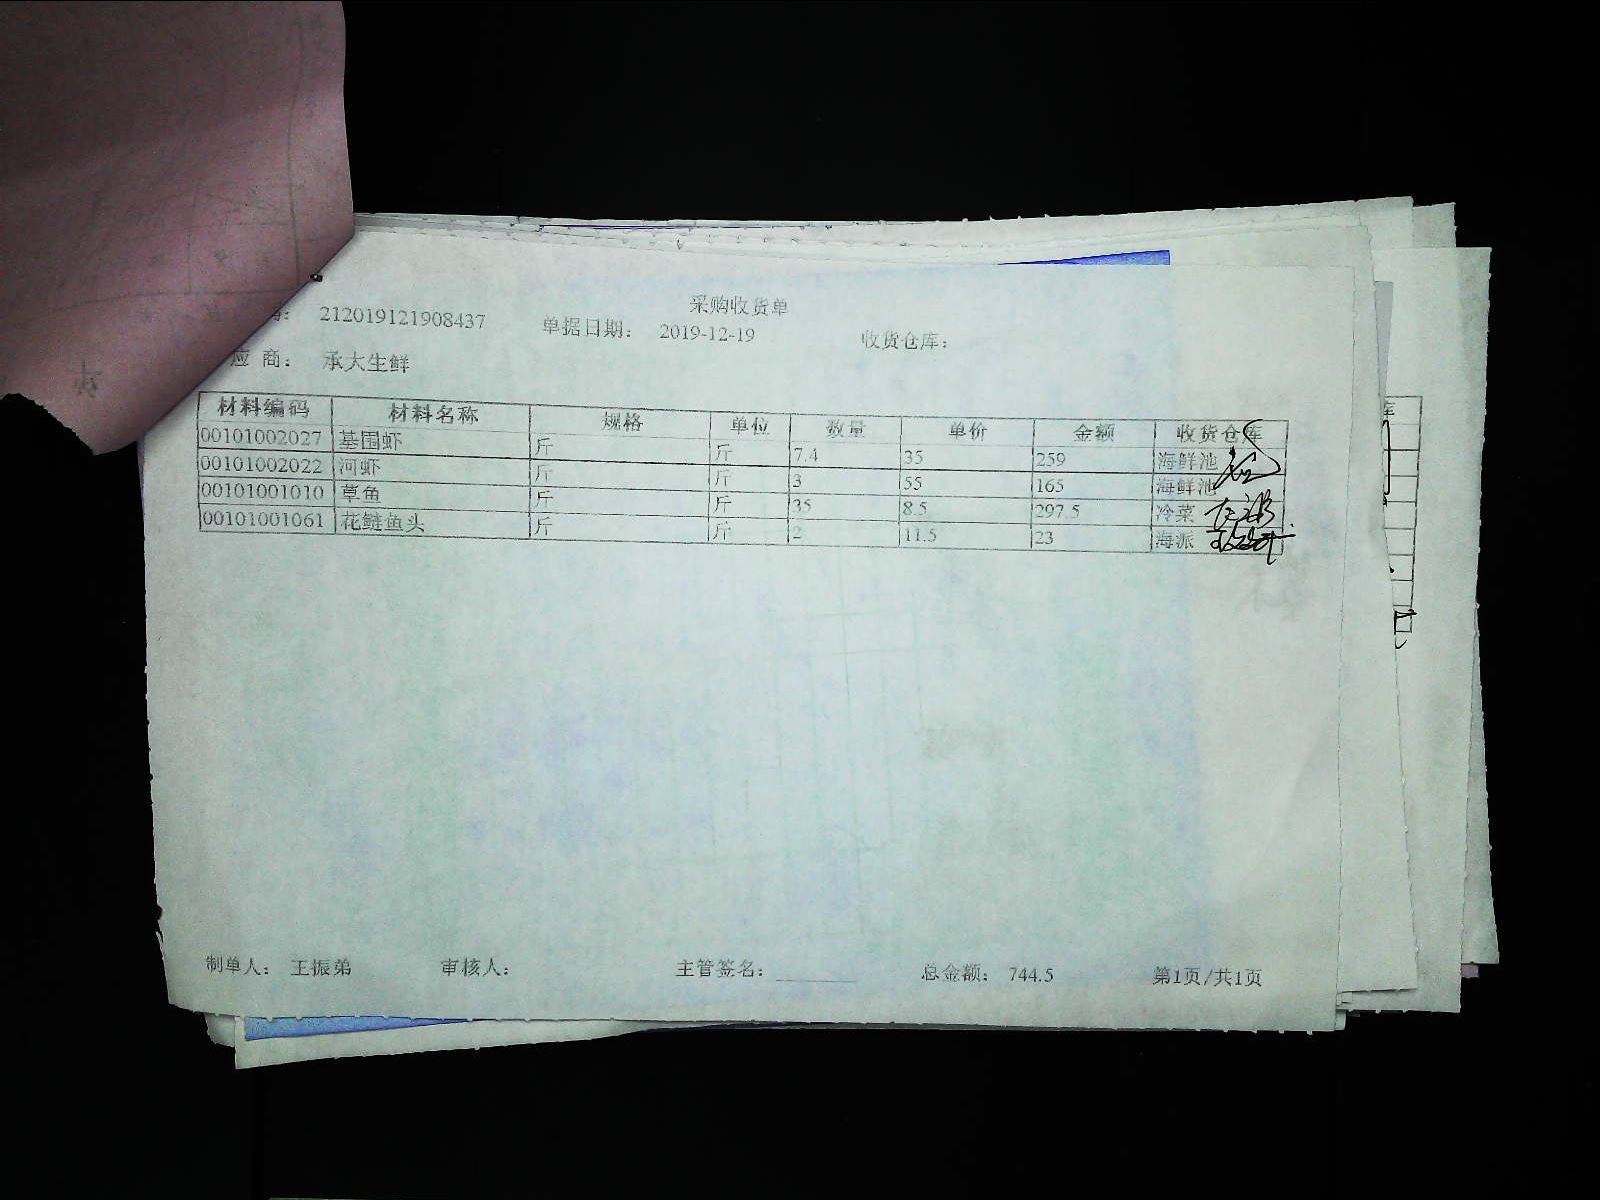 采购收货单
212019121908437 单据日期： 2019-12-19 收货仓库：
应 商： 承大生鲜
材料编码 材料名称 规格 单位 数量 单价 金额 收货仓库
00101002027 基围虾 斤 斤 7.4 35 259 海鲜池
00101002022 河虾 斤 斤 3 55 165 海鲜池
00101001010 草鱼 斤 斤 35 8.5 297.5 冷菜
00101001061 花鲢鱼头 斤 斤 2 11.5 23 海派
制单人： 王振弟 审核人： 主管签名： 总金额： 744.5 第1页/共1页